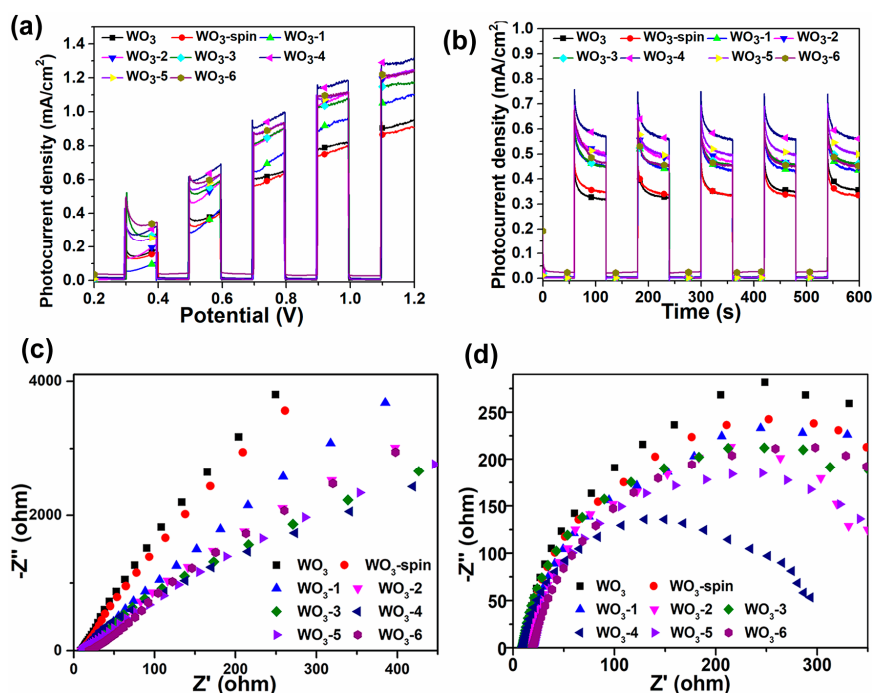 (a)
Photocurrent density (mA/cm²)
1.4
1.2
1.0
0.8
0.6
0.4
0.2
0.0
WO₃ WO₃-spin WO₃-1
WO₃-2 WO₃-3 WO₃-4
WO₃-5 WO₃-6
0.2 0.4 0.6 0.8 1.0 1.2
Potential (V)
(b)
Photocurrent density (mA/cm²)
1.0
0.9
0.8
0.7
0.6
0.5
0.4
0.3
0.2
0.1
0.0
WO₃ WO₃-spin WO₃-1 WO₃-2
WO₃-3 WO₃-4 WO₃-5 WO₃-6
0 100 200 300 400 500 600
Time (s)
(c)
-Z'' (ohm)
4000
2000
0
WO₃ WO₃-spin
WO₃-1 WO₃-2
WO₃-3 WO₃-4
WO₃-5 WO₃-6
0 100 200 300 400
Z' (ohm)
(d)
-Z'' (ohm)
250
200
150
100
50
0
WO₃ WO₃-spin
WO₃-1 WO₃-2 WO₃-3
WO₃-4 WO₃-5 WO₃-6
0 100 200 300
Z' (ohm)